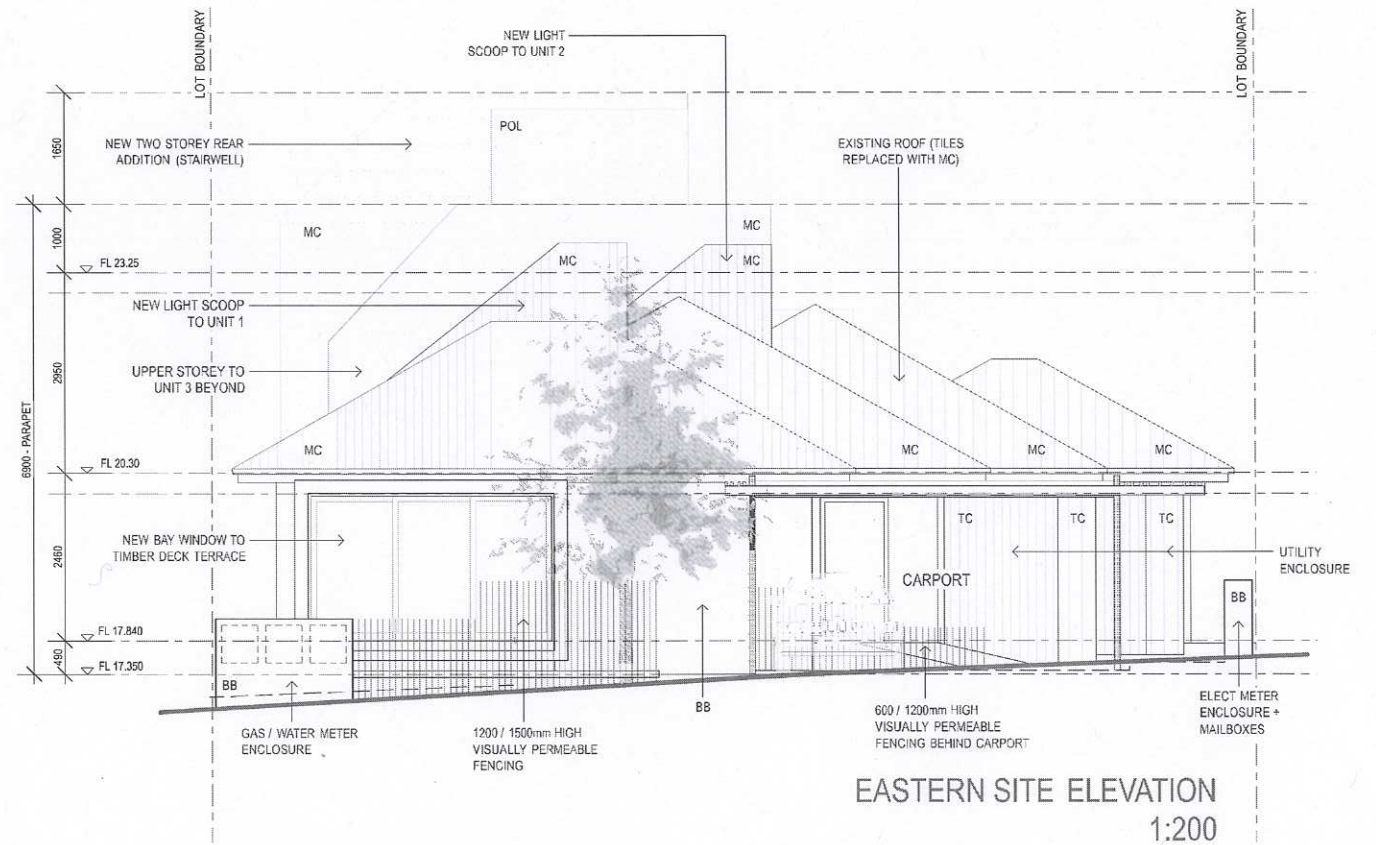 LOT BOUNDARY
LOT BOUNDARY
NEW LIGHT
SCOOP TO UNIT 2
POL
NEW TWO STOREY REAR
ADDITION (STAIRWELL)
EXISTING ROOF (TILES
REPLACED WITH MC)
1650
MC
MC
1000
MC
MC
FL 23.25
NEW LIGHT SCOOP
TO UNIT 1
2950
UPPER STOREY TO
UNIT 3 BEYOND
6900 - PARAPET
MC
MC
MC
MC
FL 20.30
TC
TC
TC
NEW BAY WINDOW TO
TIMBER DECK TERRACE
2460
UTILITY
ENCLOSURE
CARPORT
BB
FL 17.840
490
FL 17.350
BB
BB
GAS / WATER METER
ENCLOSURE
1200 / 1500mm HIGH
VISUALLY PERMEABLE
FENCING
600 / 1200mm HIGH
VISUALLY PERMEABLE
FENCING BEHIND CARPORT
ELECT METER
ENCLOSURE +
MAILBOXES
EASTERN SITE ELEVATION
1:200